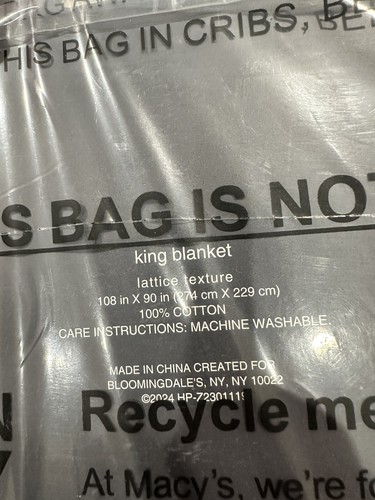 HIS BAG IN CRIBS, BE
S BAG IS NOT
king blanket
lattice texture
108 in X 90 in (274 cm X 229 cm)
100% COTTON
CARE INSTRUCTIONS: MACHINE WASHABLE.
MADE IN CHINA CREATED FOR
BLOOMINGDALE'S, NY, NY 10022
©2024 HP-72301119
N Recycle me
Y At Macy's, we're fo